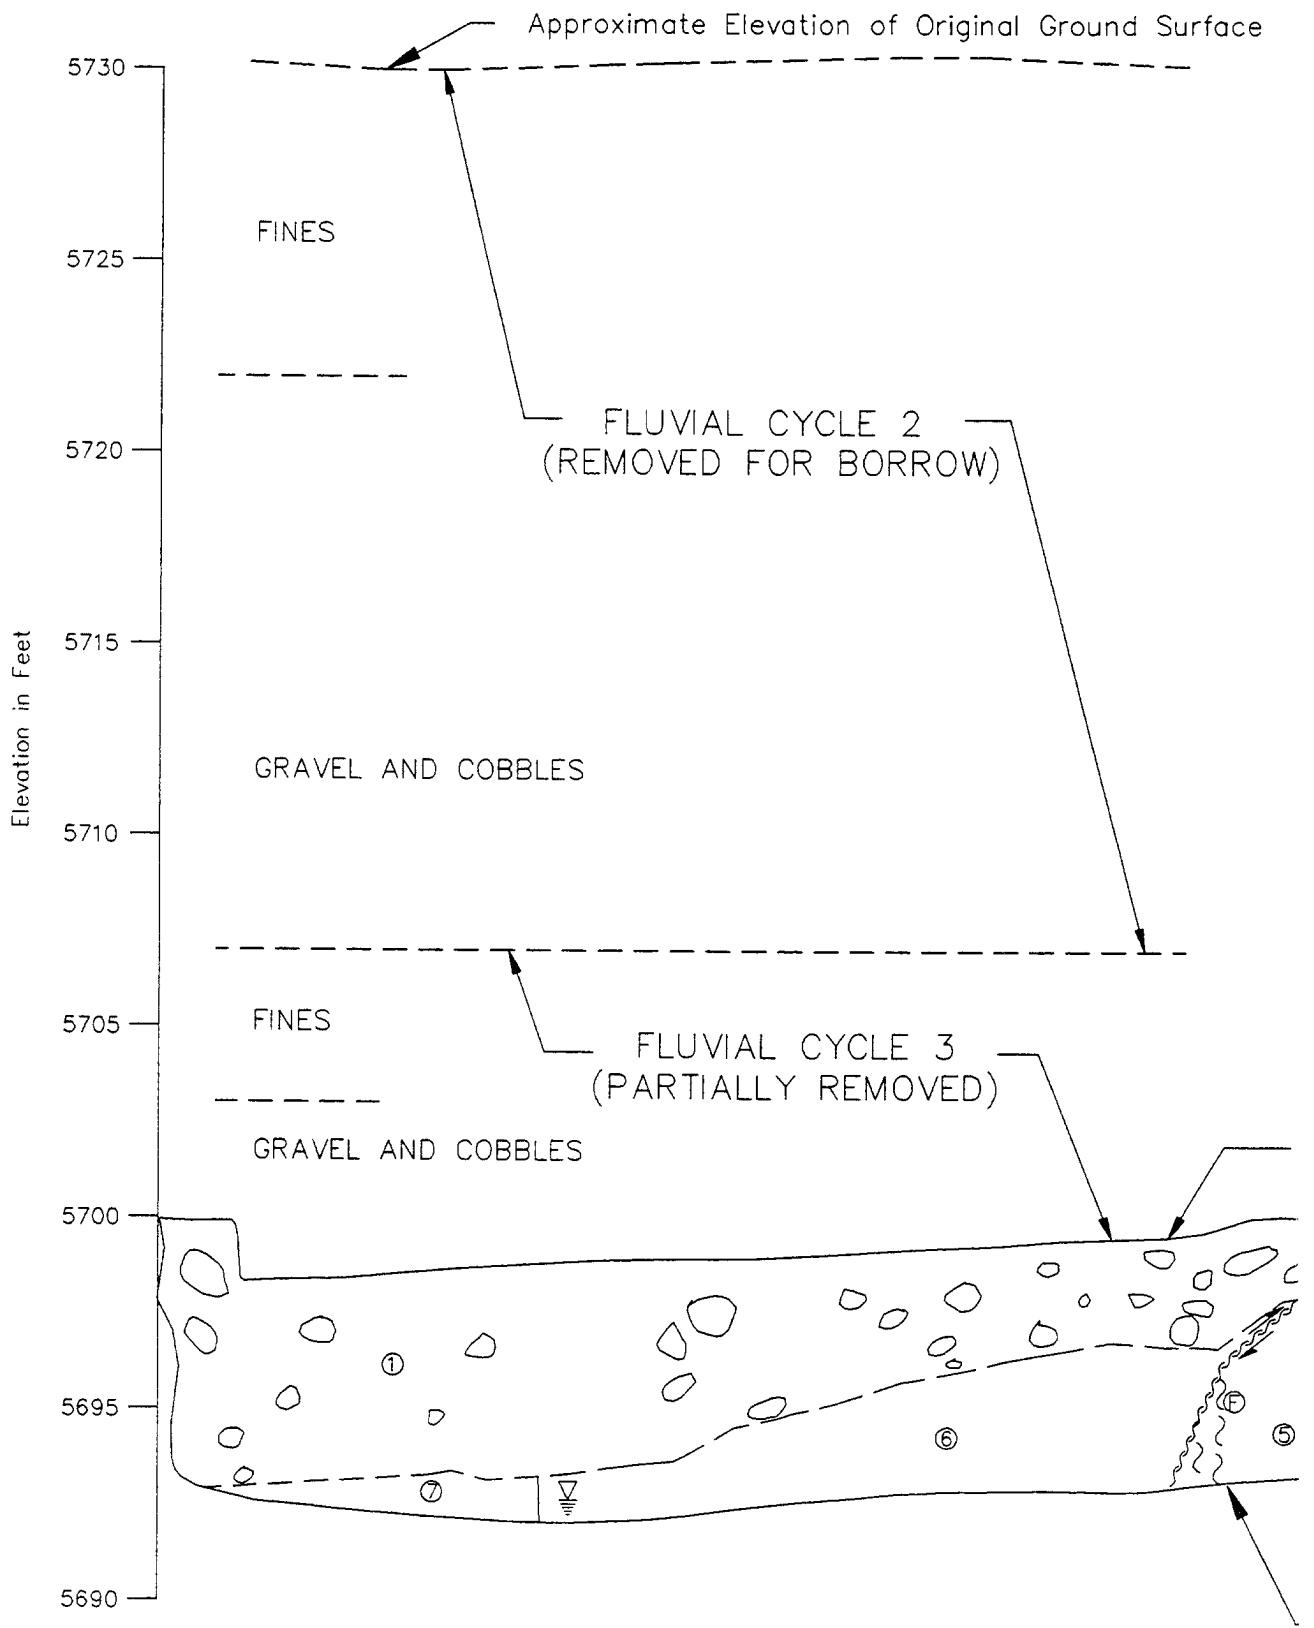 Approximate Elevation of Original Ground Surface
5730
FINES
5725
FLUVIAL CYCLE 2
(REMOVED FOR BORROW)
5720
Elevation in Feet
5715
GRAVEL AND COBBLES
5710
5705
FINES
FLUVIAL CYCLE 3
(PARTIALLY REMOVED)
GRAVEL AND COBBLES
5700
1
5695
F
6
5
7
5690